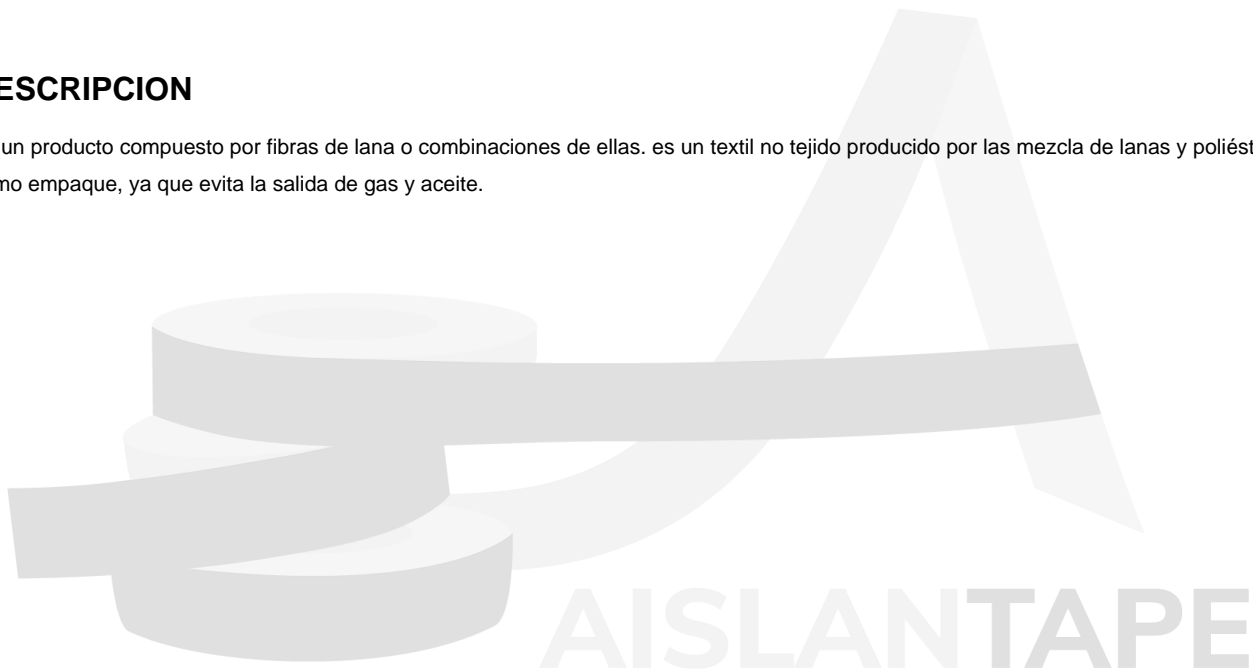 ESCRIPCION
un producto compuesto por fibras de lana o combinaciones de ellas. es un textil no tejido producido por las mezcla de lanas y poliést
mo empaque, ya que evita la salida de gas y aceite.
AISLANTAPE